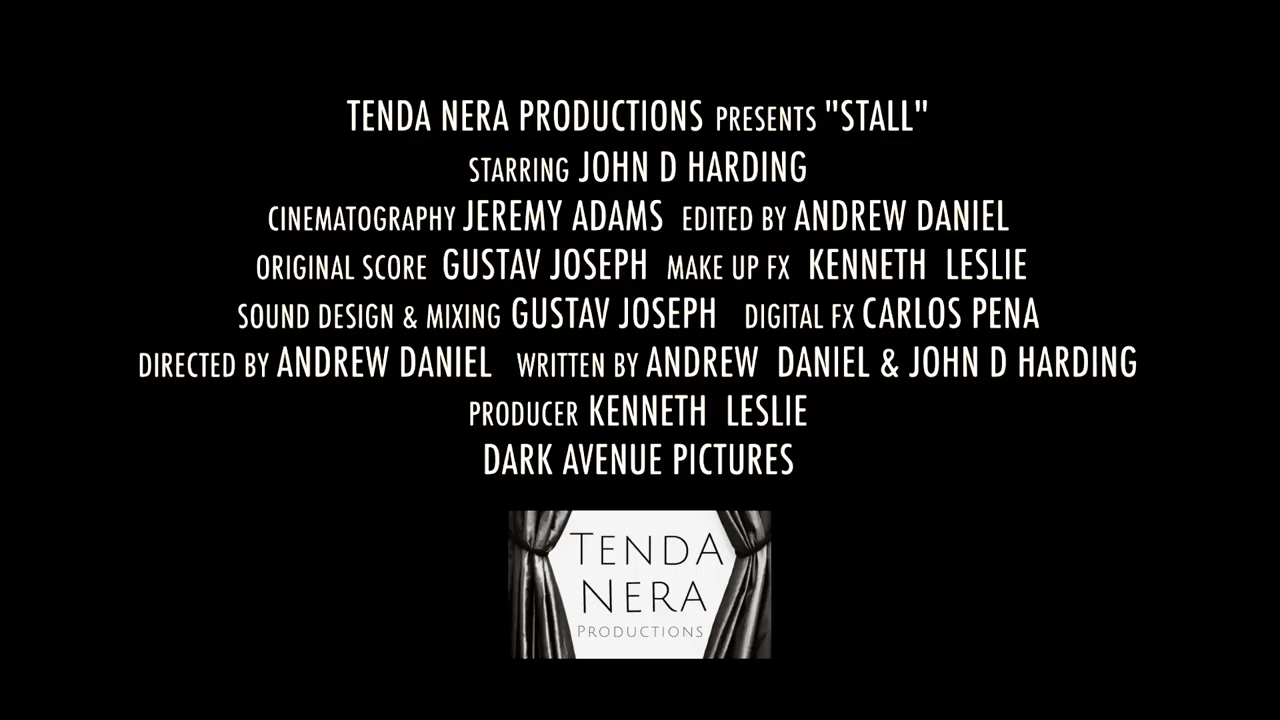 TENDA NERA PRODUCTIONS PRESENTS "STALL"
STARRING JOHN D HARDING
CINEMATOGRAPHY JEREMY ADAMS EDITED BY ANDREW DANIEL
ORIGINAL SCORE GUSTAV JOSEPH MAKE UP FX KENNETH LESLIE
SOUND DESIGN & MIXING GUSTAV JOSEPH DIGITAL FX CARLOS PENA
DIRECTED BY ANDREW DANIEL WRITTEN BY ANDREW DANIEL & JOHN D HARDING
PRODUCER KENNETH LESLIE
DARK AVENUE PICTURES
TENDA
NERA
PRODUCTIONS